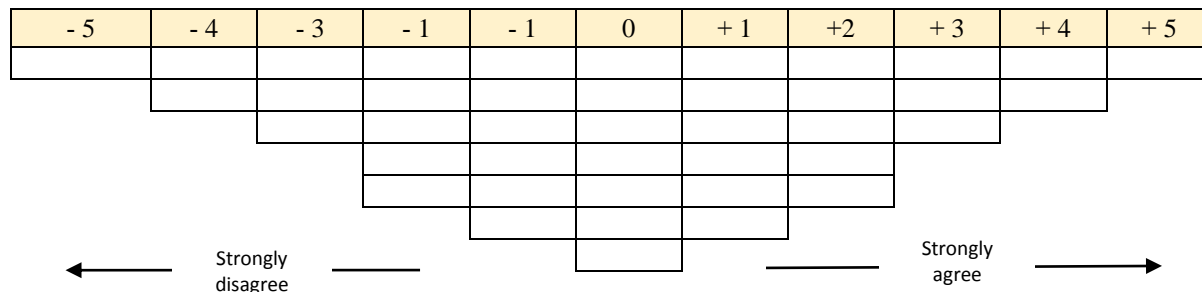 - 5 - 4 - 3 - 1 - 1 0 + 1 +2 + 3 + 4 + 5
Strongly
disagree
Strongly
agree